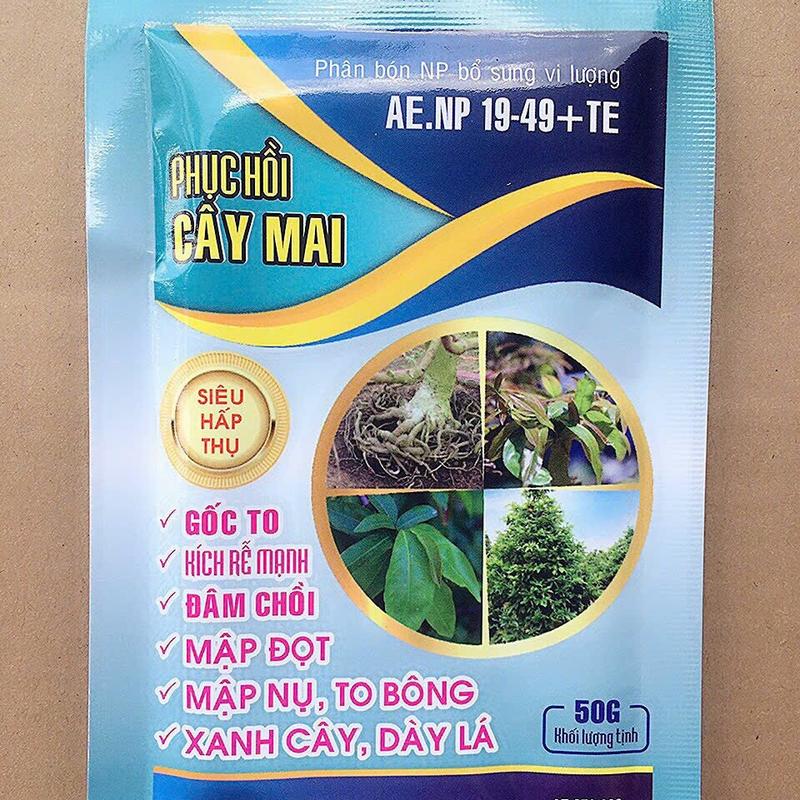 Phân bón NP bổ sung vi lượng
AE.NP 19-49+TE
PHỤC HỒI
CÂY MAI
SIÊU
HẤP
THỤ
GỐC TO
KÍCH RỄ MẠNH
ĐÂM CHỒI
MẬP ĐỌT
MẬP NỤ, TO BÔNG
XANH CÂY, DÀY LÁ
50G
Khối lượng tịnh